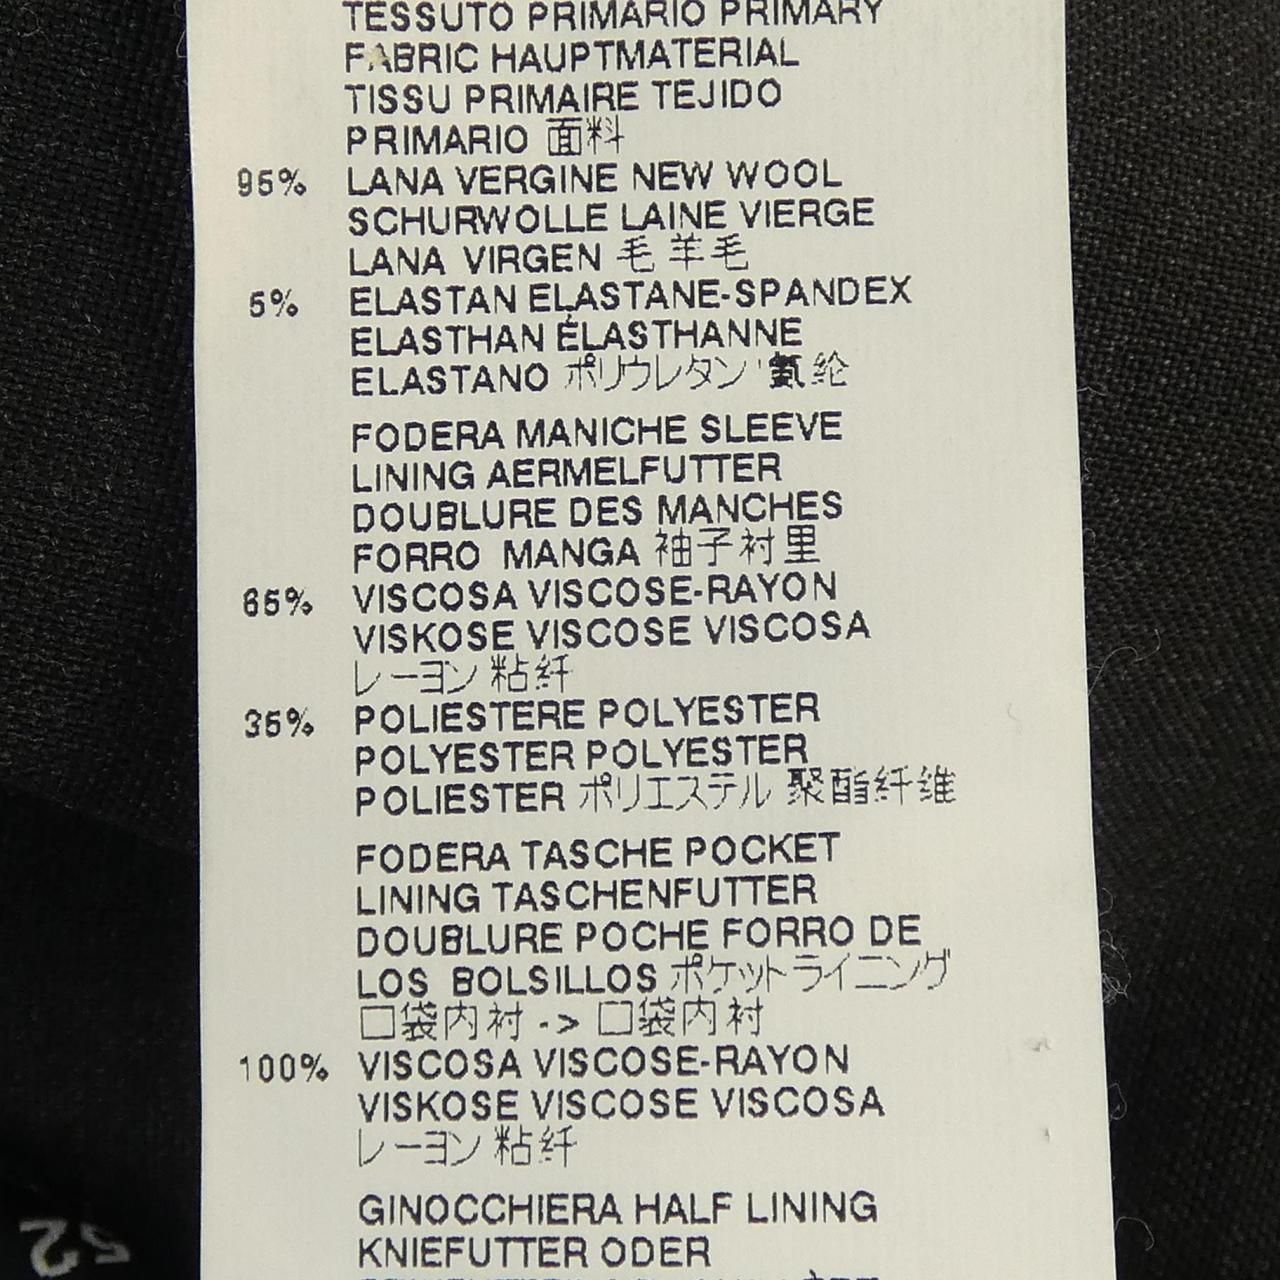 TESSUTO PRIMARIO PRIMARY
FABRIC HAUPTMATERIAL
TISSU PRIMAIRE TEJIDO
PRIMARIO 面料
95% LANA VERGINE NEW WOOL
SCHURWOLLE LAINE VIERGE
LANA VIRGEN 毛 羊毛
5% ELASTAN ELASTANE-SPANDEX
ELASTHAN ÉLASTHANNE
ELASTANO ポリウレタン 氨纶
FODERA MANICHE SLEEVE
LINING AERMELFUTTER
DOUBLURE DES MANCHES
FORRO MANGA 袖子衬里
65% VISCOSA VISCOSE-RAYON
VISKOSE VISCOSE VISCOSA
レーヨン 粘纤
35% POLIESTERE POLYESTER
POLYESTER POLYESTER
POLIESTER ポリエステル 聚酯纤维
FODERA TASCHE POCKET
LINING TASCHENFUTTER
DOUBLURE POCHE FORRO DE
LOS BOLSILLOS ポケットライニング
口袋内衬 -> 口袋内衬
100% VISCOSA VISCOSE-RAYON
VISKOSE VISCOSE VISCOSA
レーヨン 粘纤
GINOCCHIERA HALF LINING
KNIEFUTTER ODER
52